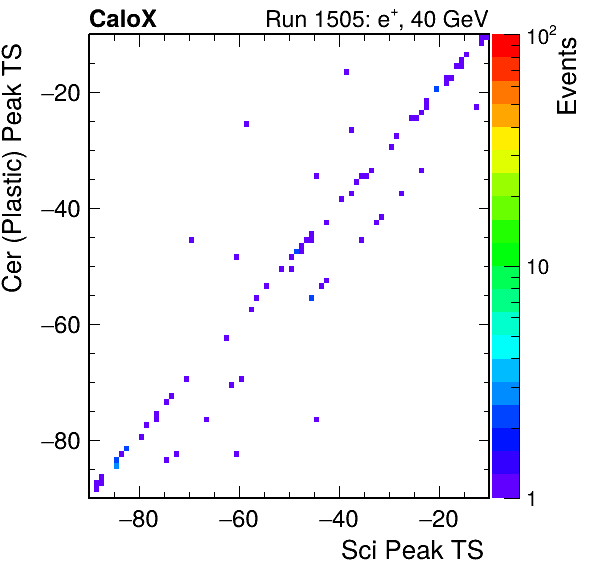 CaloX Run 1505: e⁺, 40 GeV
Cer (Plastic) Peak TS
−20
−40
−60
−80
−80 −60 −40 −20
Sci Peak TS
10²
10
1
Events